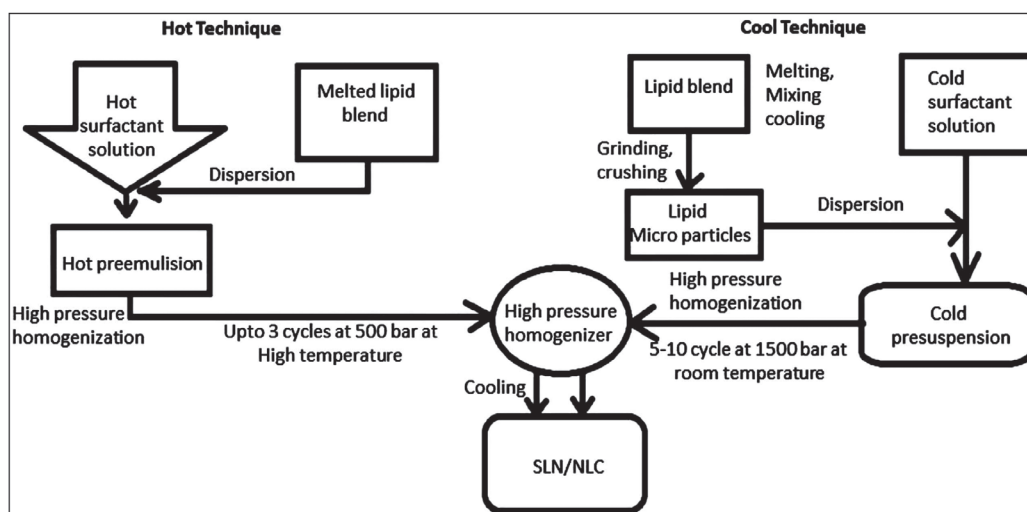 Hot Technique
Cool Technique
Hot
surfactant
solution
Melted lipid
blend
Dispersion
Hot preemulision
High pressure
homogenization
Upto 3 cycles at 500 bar at
High temperature
Lipid blend
Melting,
Mixing
cooling
Cold
surfactant
solution
Grinding,
crushing
Lipid
Micro particles
Dispersion
High pressure
homogenization
Cold
presuspension
5-10 cycle at 1500 bar at
room temperature
High pressure
homogenizer
Cooling
SLN/NLC